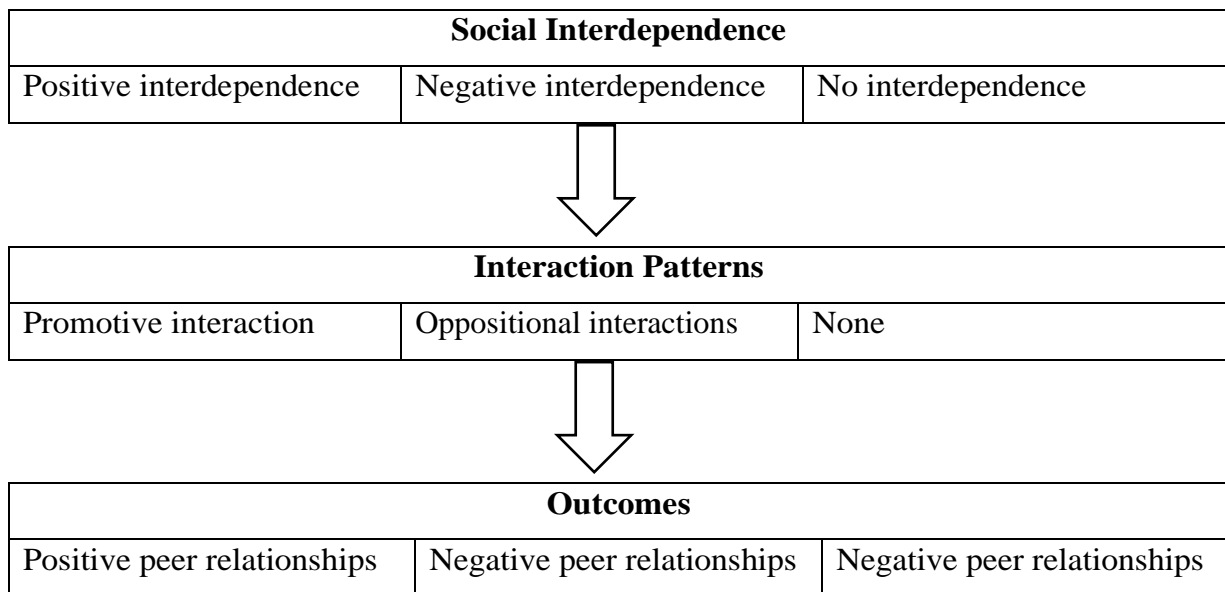 Social Interdependence
Positive interdependence Negative interdependence No interdependence
Interaction Patterns
Promotive interaction Oppositional interactions None
Outcomes
Positive peer relationships Negative peer relationships Negative peer relationships